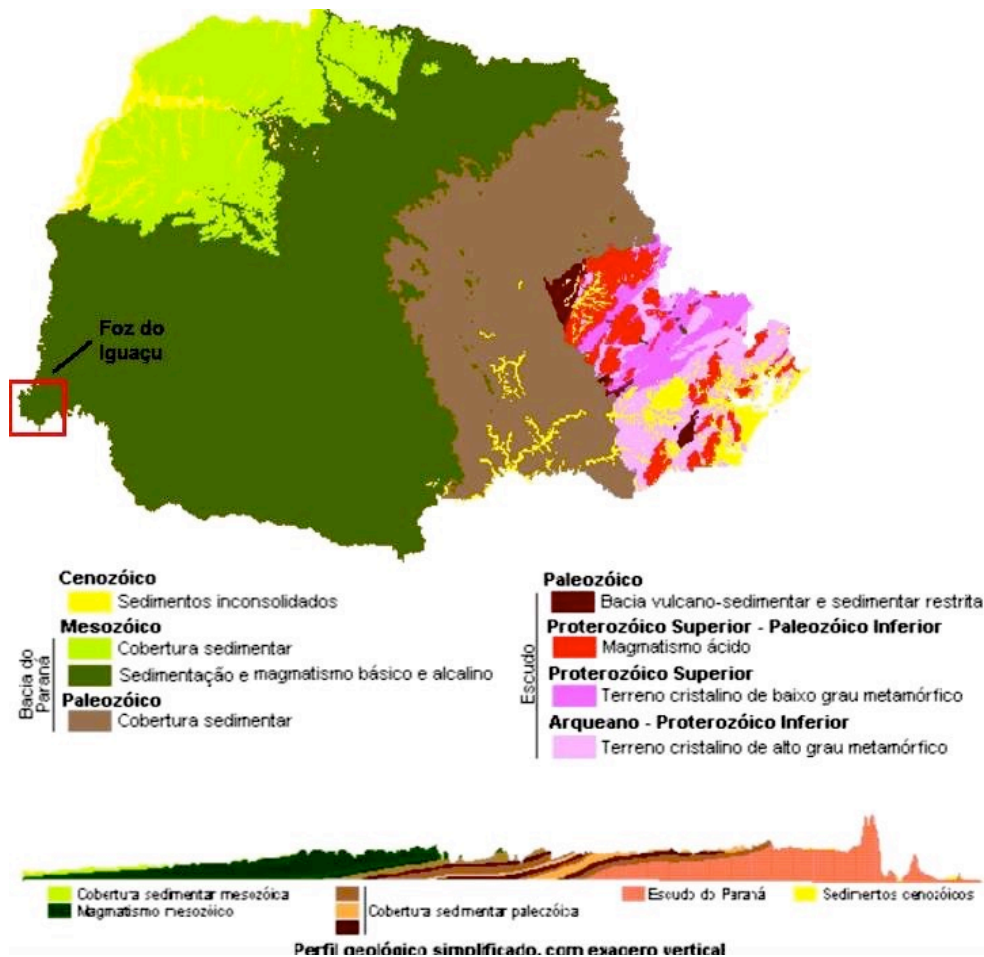 Foz do
Iguaçu
Cenozóico
Sedimentos inconsolidados
Mesozóico
Cobertura sedimentar
Sedimentação e magmatismo básico e alcalino
Paleozóico
Cobertura sedimentar
Bacia do
Paraná
Paleozóico
Bacia vulcano-sedimentar e sedimentar restrita
Proterozóico Superior - Paleozóico Inferior
Magmatismo ácido
Proterozóico Superior
Terreno cristalino de baixo grau metamórfico
Arqueano - Proterozóico Inferior
Terreno cristalino de alto grau metamórfico
Escudo
Cobertura sedimentar mesozóica
Magmatismo mesozóico
Cobertura sedimentar paleozóica
Escudo do Paraná
Sedimentos cenozóicos
Perfil geológico simplificado, com exagero vertical